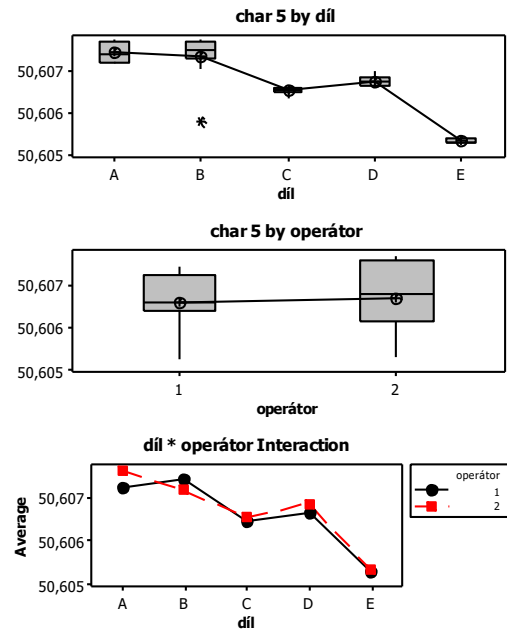 char 5 by díl
50,607
50,606
50,605
A B C D E
díl
char 5 by operátor
50,607
50,606
50,605
1 2
operátor
díl * operátor Interaction
operátor
1
2
Average
50,607
50,606
50,605
A B C D E
díl